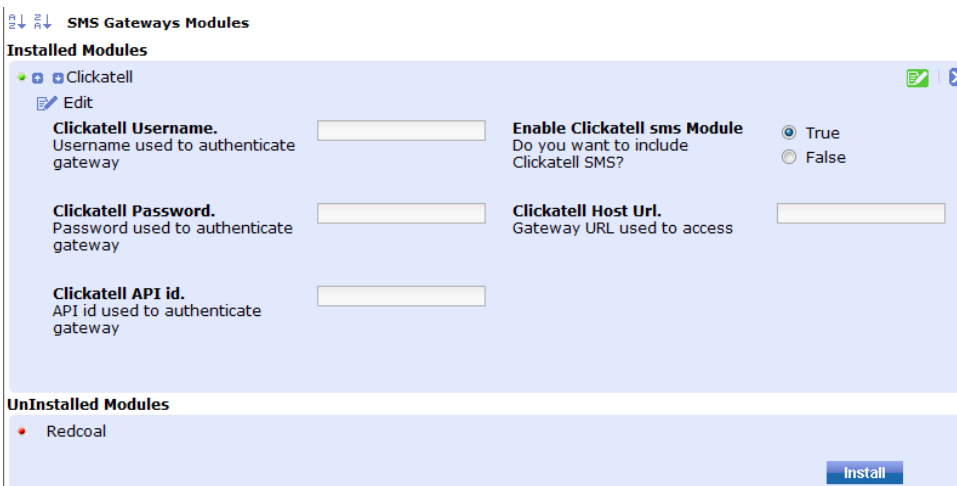 SMS Gateways Modules
Installed Modules
Clickatell
Edit
Clickatell Username.
Username used to authenticate
gateway
Enable Clickatell sms Module
Do you want to include
Clickatell SMS?
True
False
Clickatell Password.
Password used to authenticate
gateway
Clickatell Host Url.
Gateway URL used to access
Clickatell API id.
API id used to authenticate
gateway
UnInstalled Modules
Redcoal
Install